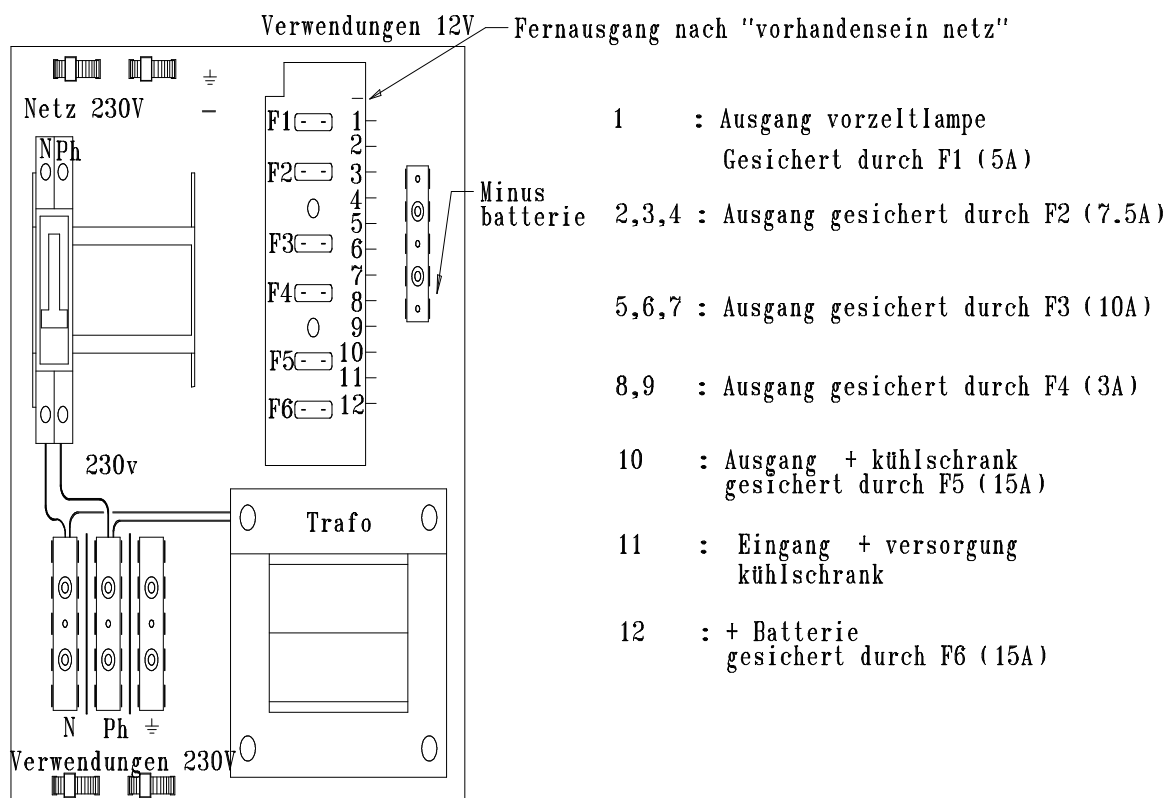 Verwendungen 12V
Fernausgang nach "vorhandensein netz"
Netz 230V
N Ph
F1
F2
F3
F4
F5
F6
1
2
3
4
5
6
7
8
9
10
11
12
Minus
batterie
230v
Trafo
N Ph
Verwendungen 230V
1 : Ausgang vorzeltlampe
Gesichert durch F1 (5A)
2,3,4 : Ausgang gesichert durch F2 (7.5A)
5,6,7 : Ausgang gesichert durch F3 (10A)
8,9 : Ausgang gesichert durch F4 (3A)
10 : Ausgang + kühlschrank
gesichert durch F5 (15A)
11 : Eingang + versorgung
kühlschrank
12 : + Batterie
gesichert durch F6 (15A)